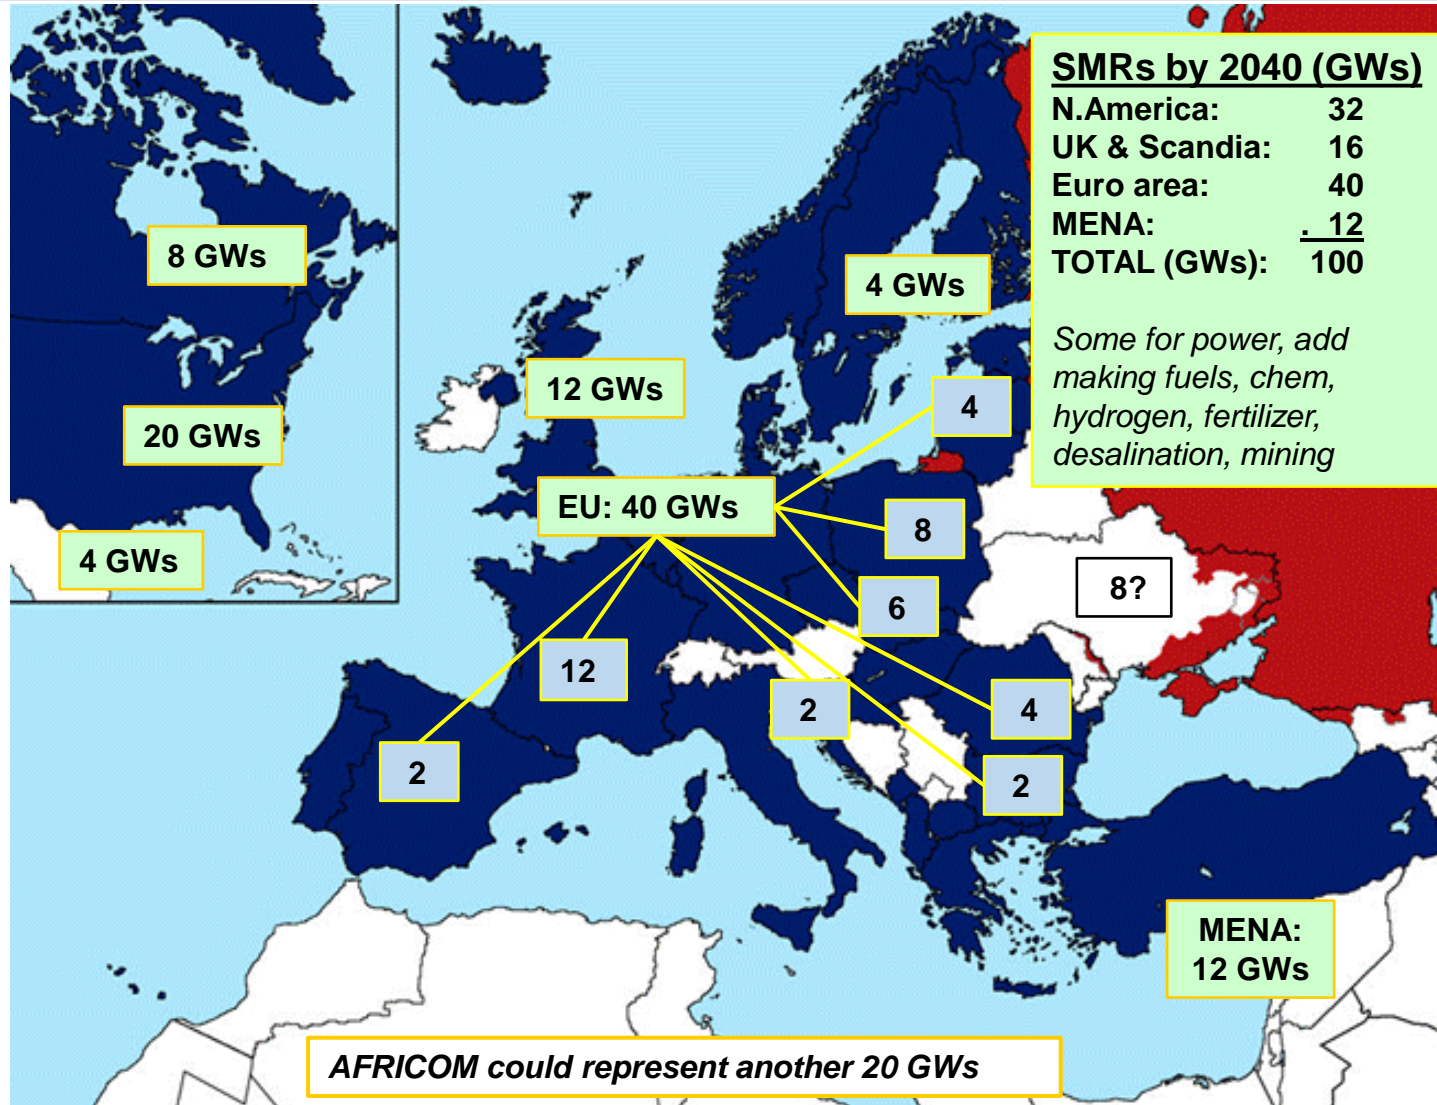 SMRs by 2040 (GWs)
N.America: 32
UK & Scandia: 16
Euro area: 40
MENA: . 12
TOTAL (GWs): 100
Some for power, add
making fuels, chem,
hydrogen, fertilizer,
desalination, mining
8 GWs
20 GWs
4 GWs
4 GWs
12 GWs
EU: 40 GWs
4
8
6
12
2
2
4
2
8?
MENA:
12 GWs
AFRICOM could represent another 20 GWs